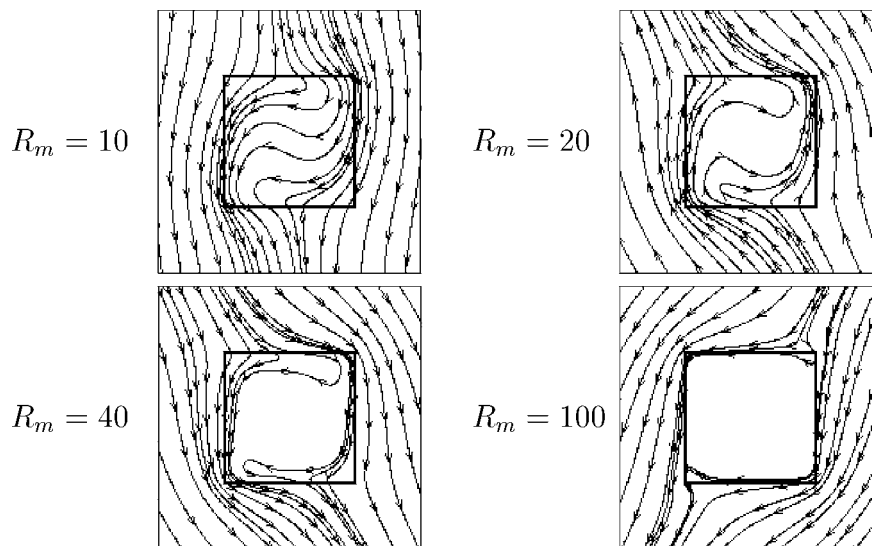 R_m = 10
R_m = 20
R_m = 40
R_m = 100